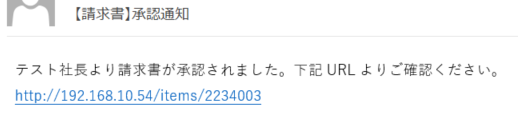 【請求書】承認通知
テスト社長より請求書が承認されました。下記 URL よりご確認ください。
http://192.168.10.54/items/2234003